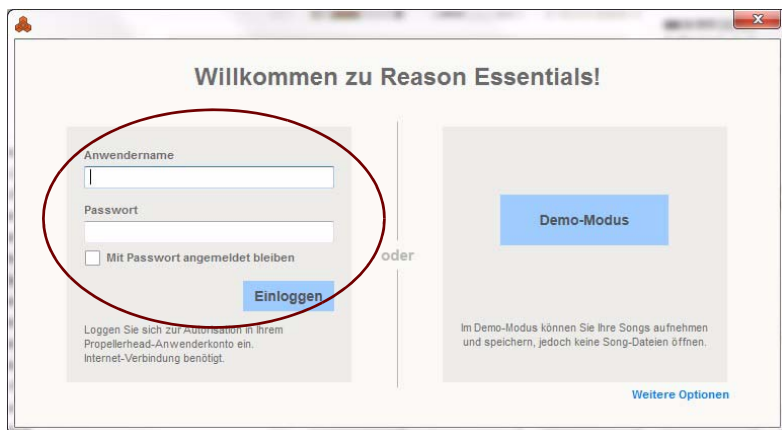 Willkommen zu Reason Essentials!
Anwendername
Passwort
Mit Passwort angemeldet bleiben
Einloggen
Loggen Sie sich zur Autorisation in Ihrem
Propellerhead-Anwenderkonto ein.
Internet-Verbindung benötigt.
oder
Demo-Modus
Im Demo-Modus können Sie Ihre Songs aufnehmen
und speichern, jedoch keine Song-Dateien öffnen.
Weitere Optionen